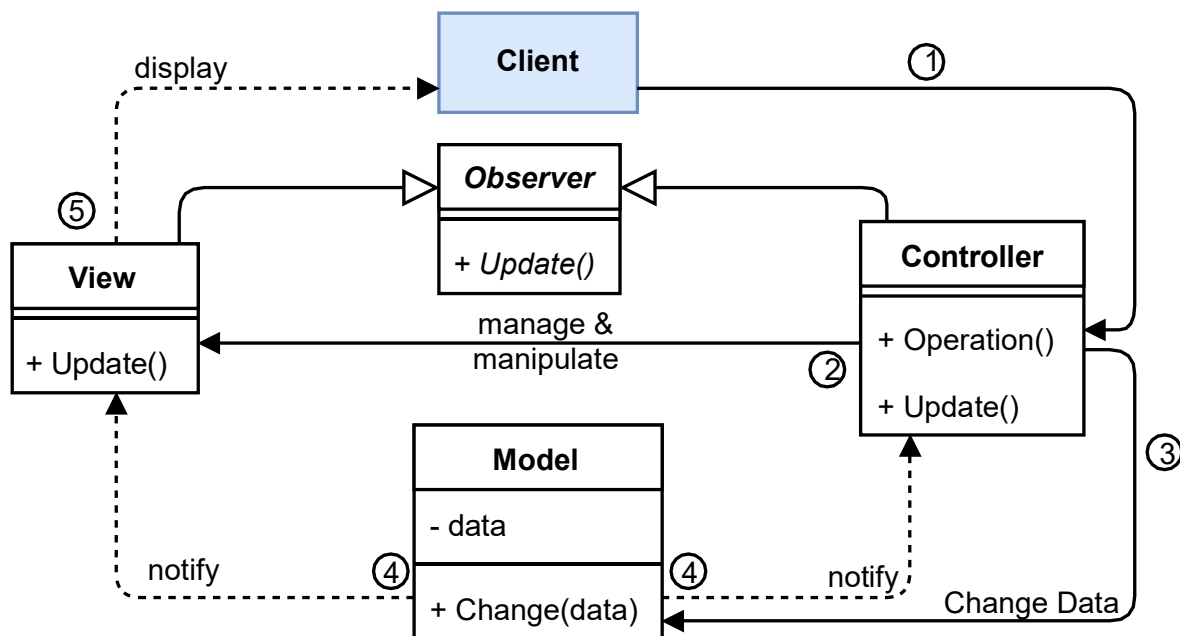 Client
1
display
Observer
5
+ Update()
View
Controller
manage &
manipulate
+ Update()
+ Operation()
2
+ Update()
Model
3
- data
notify
4
4
notify
+ Change(data)
Change Data